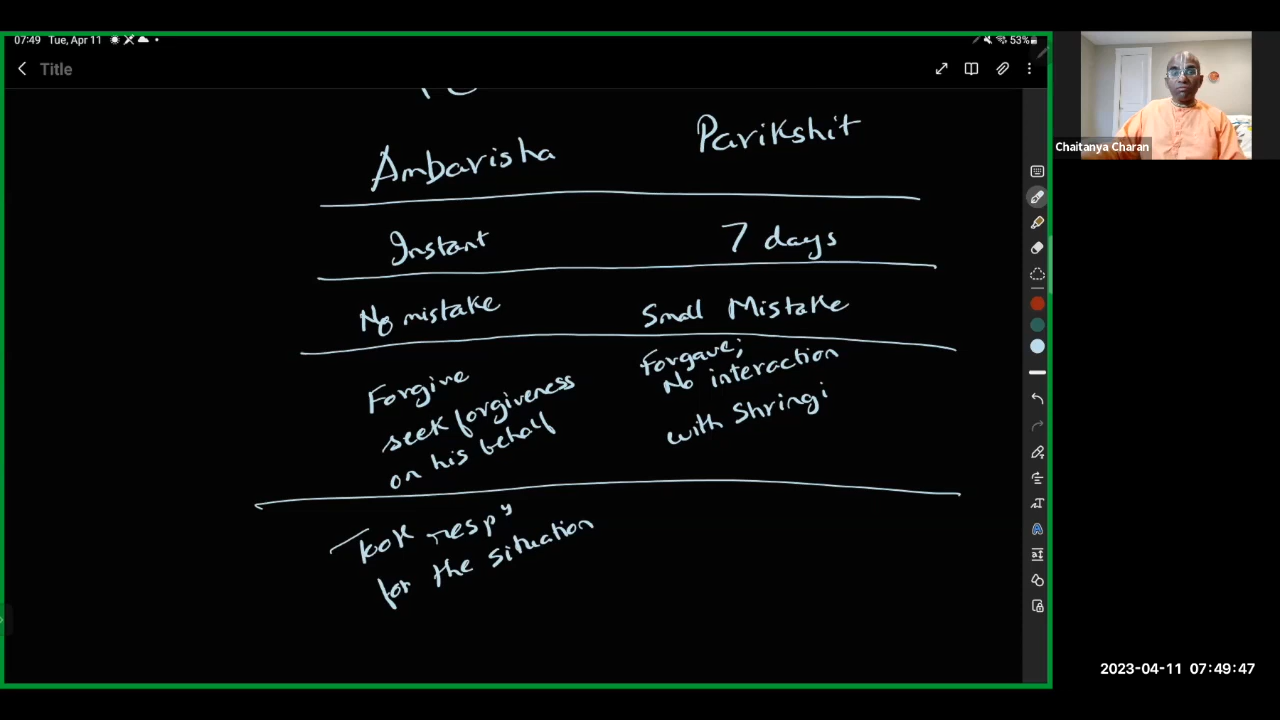 07:49 Tue, Apr 11
53%
Title
Chaitanya Charan
Ambarisha Parikshit
Instant 7 days
No mistake Small Mistake
Forgive Forgave;
No interaction
seek forgiveness with Shringi
on his behalf
Took respy
for the situation
2023-04-11 07:49:47